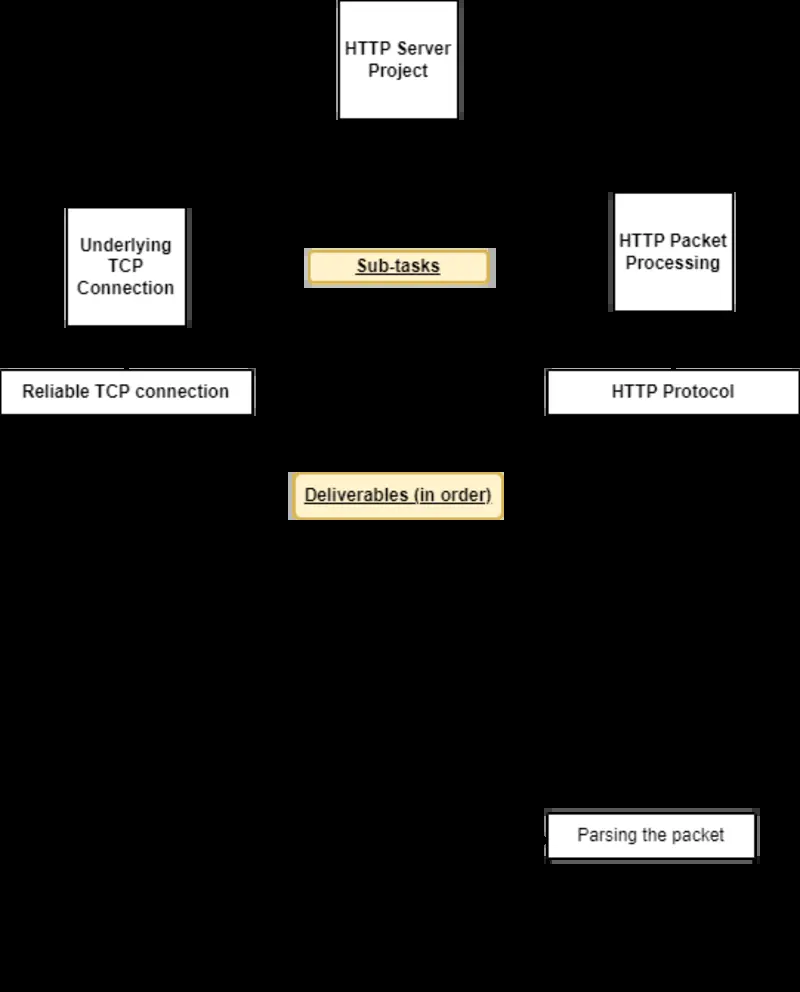 HTTP Server
Project
Underlying
TCP
Connection
Sub-tasks
HTTP Packet
Processing
Reliable TCP connection
HTTP Protocol
Deliverables (in order)
Parsing the packet